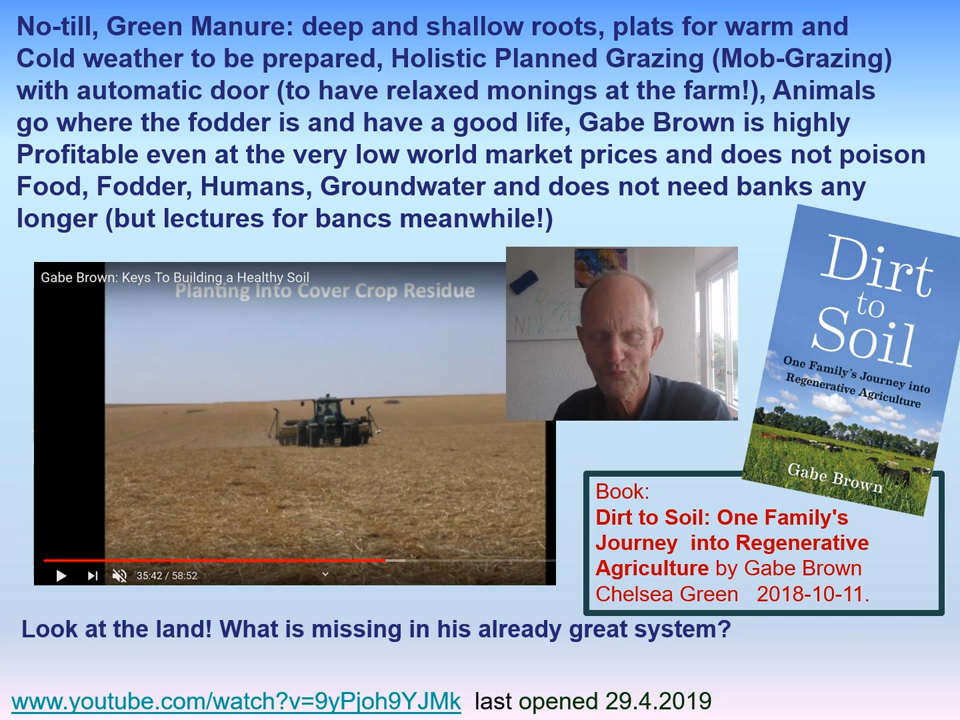 No-till, Green Manure: deep and shallow roots, plats for warm and
Cold weather to be prepared, Holistic Planned Grazing (Mob-Grazing)
with automatic door (to have relaxed monings at the farm!), Animals
go where the fodder is and have a good life, Gabe Brown is highly
Profitable even at the very low world market prices and does not poison
Food, Fodder, Humans, Groundwater and does not need banks any
longer (but lectures for bancs meanwhile!)
Gabe Brown: Keys To Building a Healthy Soil
Planting Into Cover Crop Residue
35:42 / 58:52
Dirt
to
Soil
One Family's Journey into
Regenerative Agriculture
Gabe Brown
Book:
Dirt to Soil: One Family's
Journey into Regenerative
Agriculture by Gabe Brown
Chelsea Green 2018-10-11.
Look at the land! What is missing in his already great system?
www.youtube.com/watch?v=9yPjoh9YJMk last opened 29.4.2019